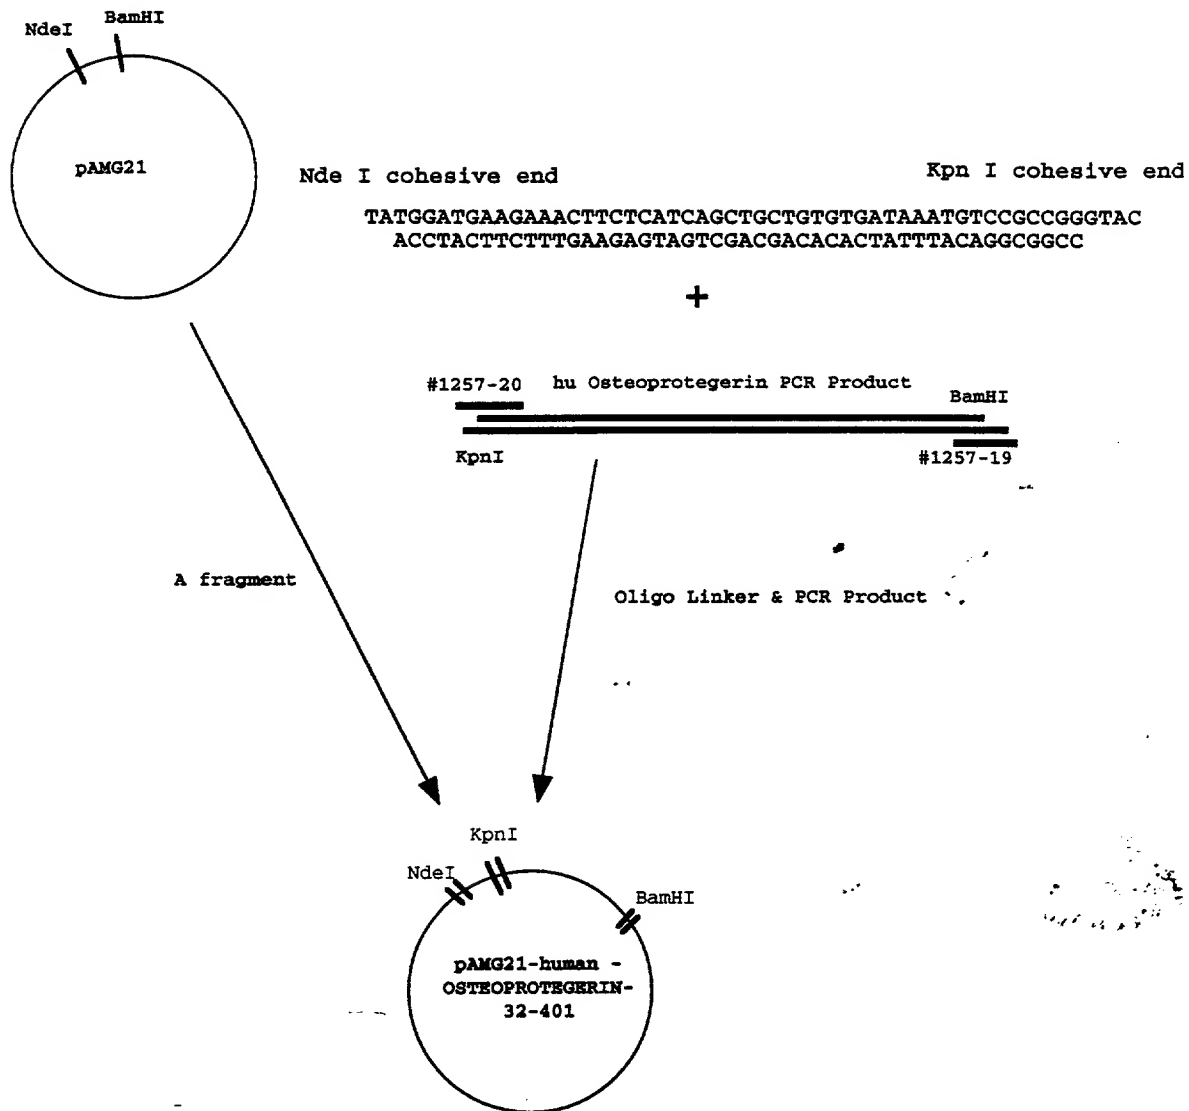 NdeI
BamHI
pAMG21
Nde I cohesive end
Kpn I cohesive end
TATGGATGAAGAAACTTCTCATCAGCTGCTGTGTGATAAATGTCCGCCGGGTAC
ACCTACTTCTTTGAAGAGTAGTCGACGACACACTATTTACAGGCGGCC
+
#1257-20
hu Osteoprotegerin PCR Product
BamHI
KpnI
#1257-19
A fragment
Oligo Linker & PCR Product
KpnI
NdeI
BamHI
pAMG21-human -
OSTEOPROTEGERIN-
32-401